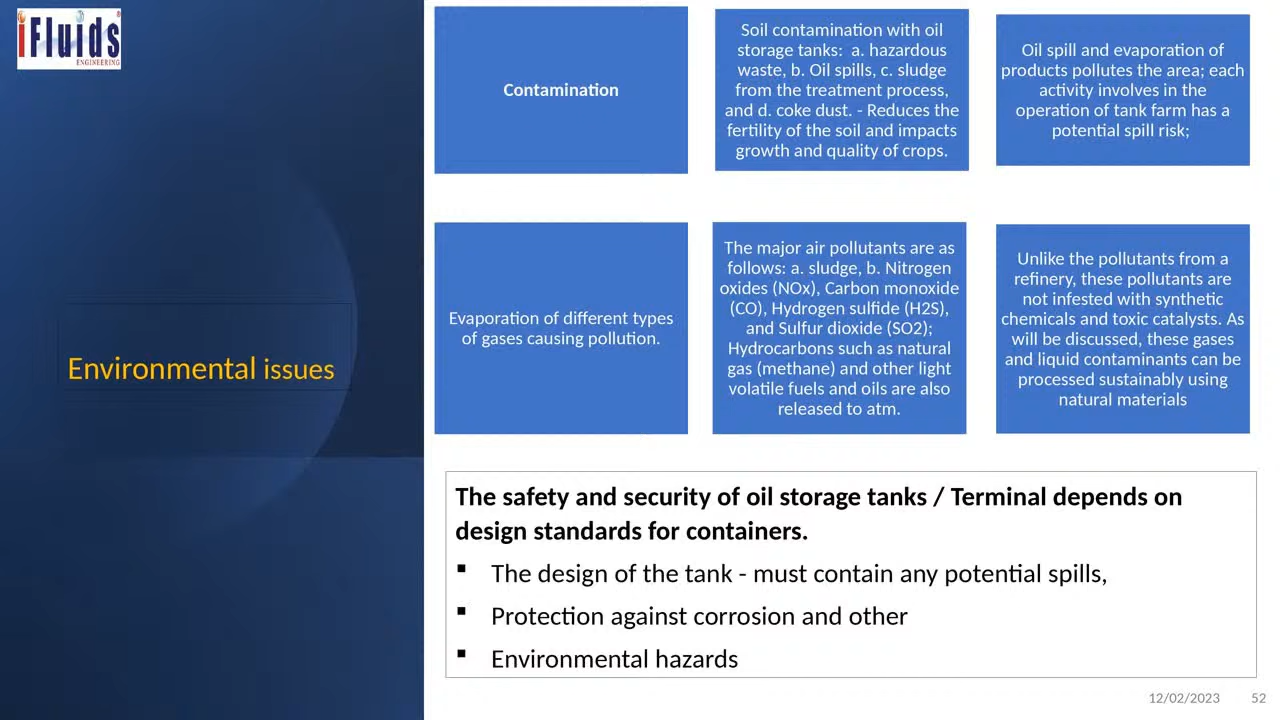 iFluids
ENGINEERING
Environmental issues
Contamination
Soil contamination with oil
storage tanks:  a. hazardous
waste, b. Oil spills, c. sludge
from the treatment process,
and d. coke dust. - Reduces the
fertility of the soil and impacts
growth and quality of crops.
Oil spill and evaporation of
products pollutes the area; each
activity involves in the
operation of tank farm has a
potential spill risk;
Evaporation of different types
of gases causing pollution.
The major air pollutants are as
follows: a. sludge, b. Nitrogen
oxides (NOx), Carbon monoxide
(CO), Hydrogen sulfide (H2S),
and Sulfur dioxide (SO2);
Hydrocarbons such as natural
gas (methane) and other light
volatile fuels and oils are also
released to atm.
Unlike the pollutants from a
refinery, these pollutants are
not infested with synthetic
chemicals and toxic catalysts. As
will be discussed, these gases
and liquid contaminants can be
processed sustainably using
natural materials
The safety and security of oil storage tanks / Terminal depends on
design standards for containers.
▪ The design of the tank - must contain any potential spills,
▪ Protection against corrosion and other
▪ Environmental hazards
12/02/2023 52